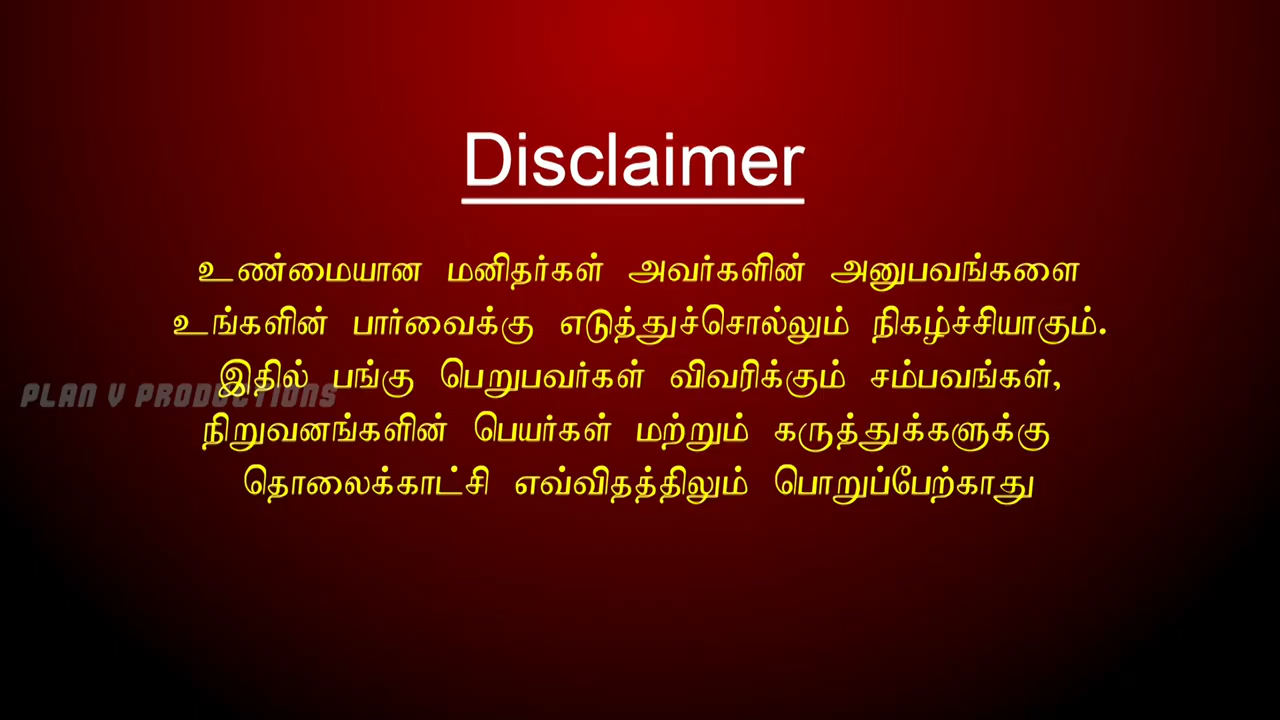 Disclaimer
உண்மையான மனிதர்கள் அவர்களின் அனுபவங்களை
உங்களின் பார்வைக்கு எடுத்துச்சொல்லும் நிகழ்ச்சியாகும்.
இதில் பங்கு பெறுபவர்கள் விவரிக்கும் சம்பவங்கள்,
PLAN V PRODUCTIONS
நிறுவனங்களின் பெயர்கள் மற்றும் கருத்துக்களுக்கு
தொலைக்காட்சி எவ்விதத்திலும் பொறுப்பேற்காது